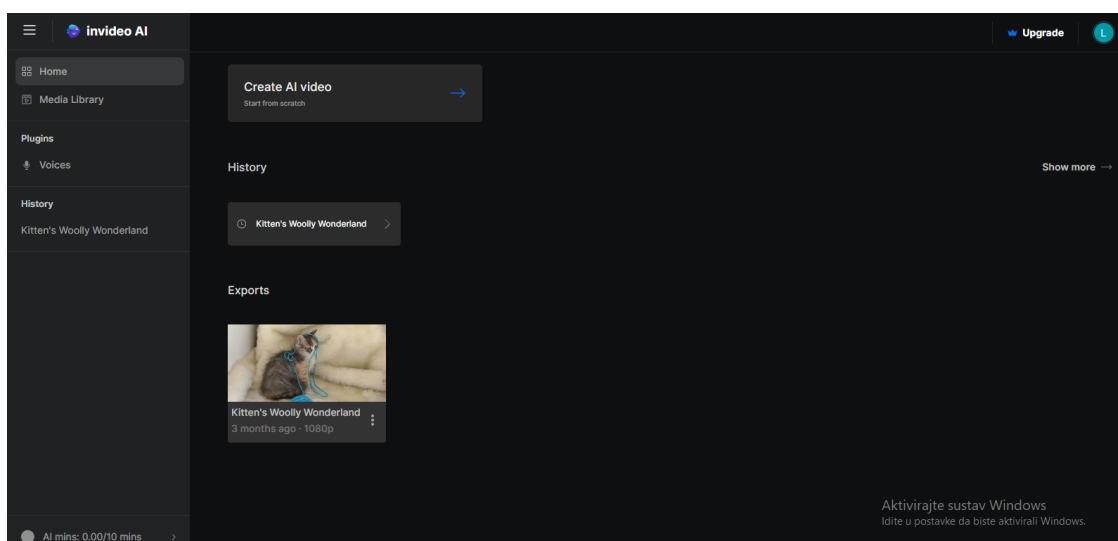 invideo AI
Upgrade
L
Home
Media Library
Plugins
Voices
History
Kitten's Woolly Wonderland
AI mins: 0.00/10 mins
Create AI video
Start from scratch
History
Show more
Kitten's Woolly Wonderland
Exports
Kitten's Woolly Wonderland
3 months ago · 1080p
Aktivirajte sustav Windows
Idite u postavke da biste aktivirali Windows.